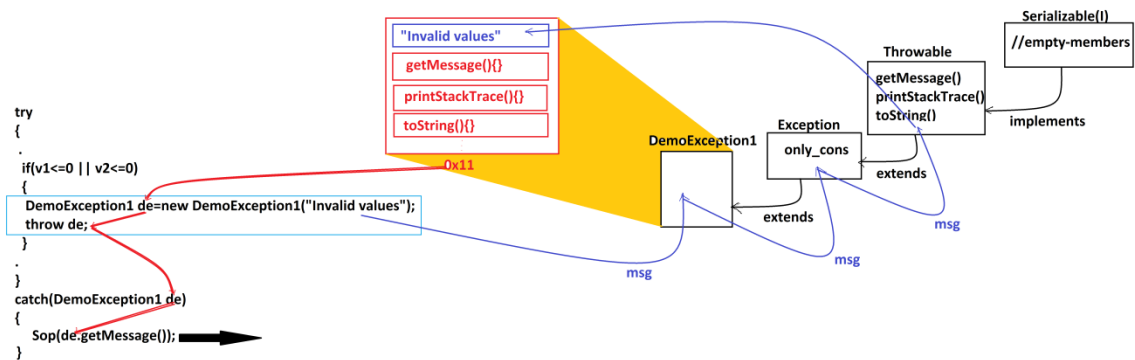 Serializable(I)
//empty-members
implements
Throwable
getMessage()
printStackTrace()
toString()
extends
Exception
only_cons
extends
DemoException1
"Invalid values"
getMessage(){}
printStackTrace(){}
toString(){}
0x11
try
{
.
if(v1<=0 || v2<=0)
{
DemoException1 de=new DemoException1("Invalid values");
throw de;
}
.
}
catch(DemoException1 de)
{
Sop(de.getMessage());
}
msg
msg
msg